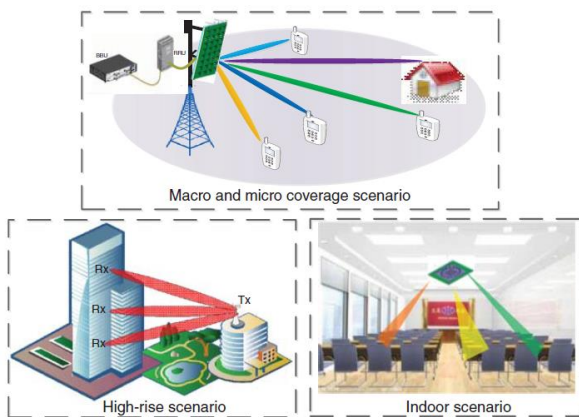 BBU
RRU
Macro and micro coverage scenario
Rx
Tx
Rx
Rx
High-rise scenario
Indoor scenario